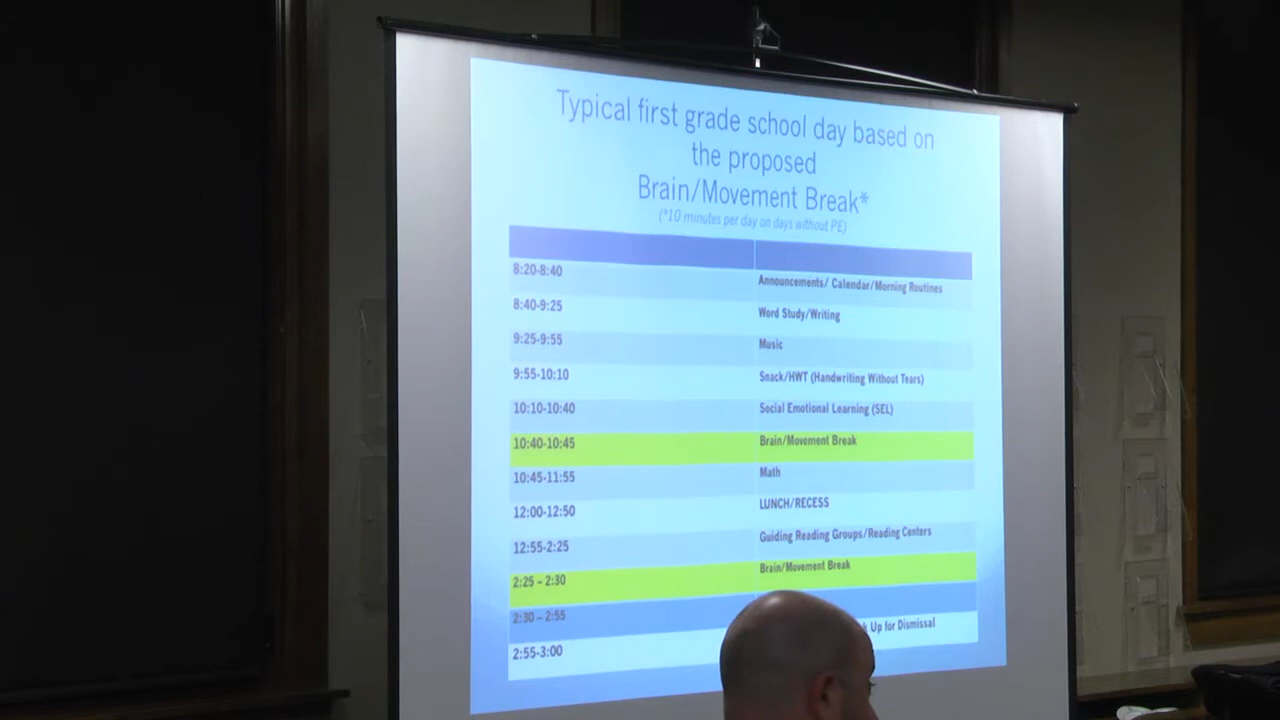 Typical first grade school day based on
the proposed
Brain/Movement Break*
(*10 minutes per day on days without PE)
8:20-8:40 Announcements/ Calendar/Morning Routines
8:40-9:25 Word Study/Writing
9:25-9:55 Music
9:55-10:10 Snack/HWT (Handwriting Without Tears)
10:10-10:40 Social Emotional Learning (SEL)
10:40-10:45 Brain/Movement Break
10:45-11:55 Math
12:00-12:50 LUNCH/RECESS
12:55-2:25 Guiding Reading Groups/Reading Centers
2:25 – 2:30 Brain/Movement Break
2:30 – 2:55
2:55-3:00 Up for Dismissal